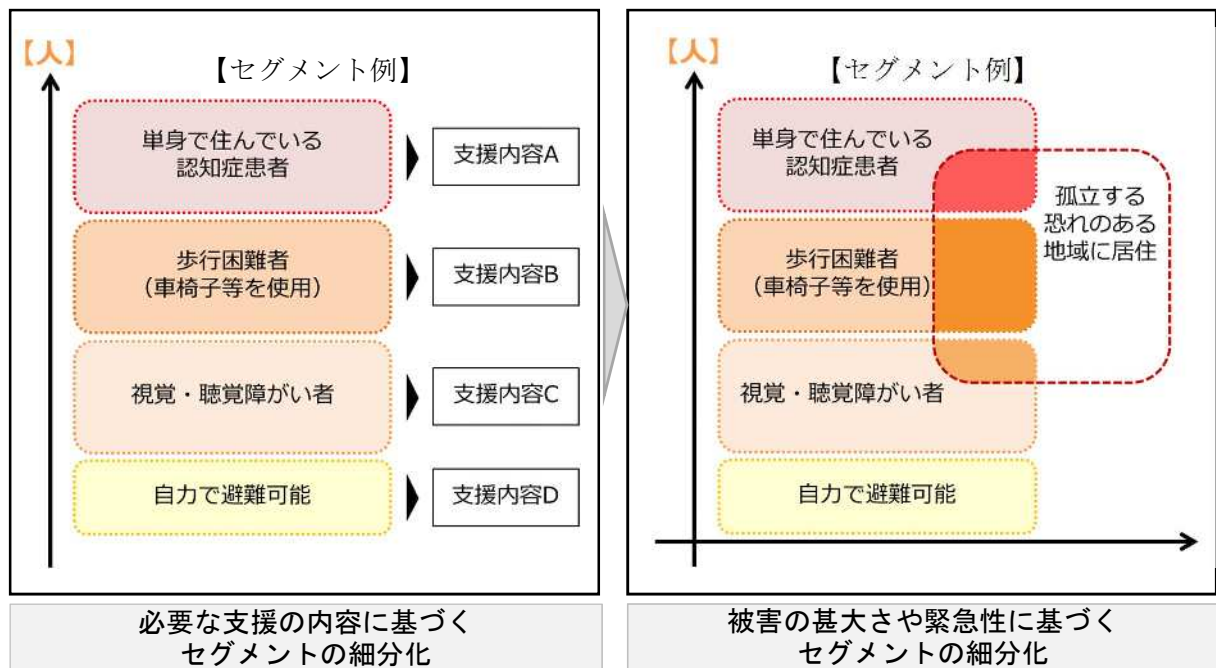 【人】
【セグメント例】
単身で住んでいる
認知症患者
支援内容A
歩行困難者
（車椅子等を使用）
支援内容B
視覚・聴覚障がい者
支援内容C
自力で避難可能
支援内容D
必要な支援の内容に基づく
セグメントの細分化
【人】
【セグメント例】
単身で住んでいる
認知症患者
孤立する
恐れのある
地域に居住
歩行困難者
（車椅子等を使用）
視覚・聴覚障がい者
自力で避難可能
被害の甚大さや緊急性に基づく
セグメントの細分化